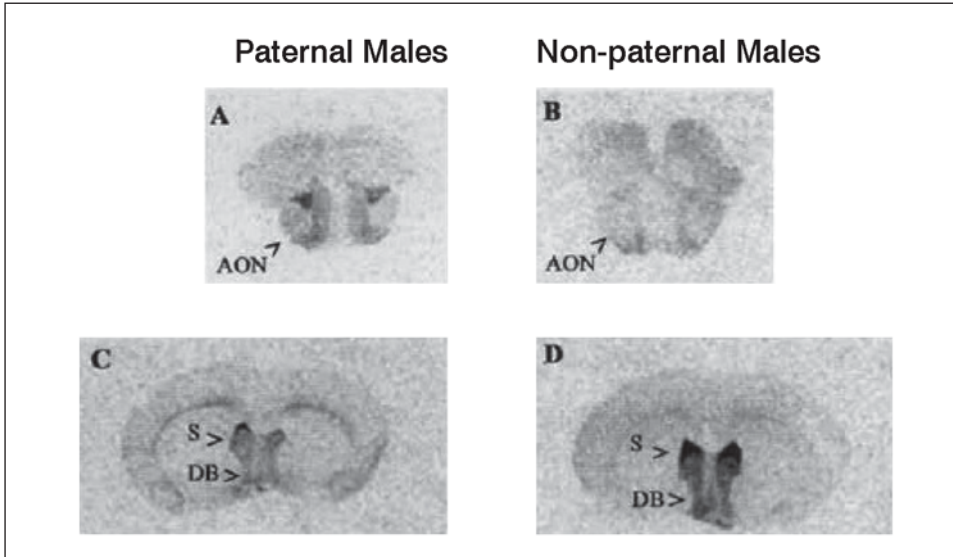 Paternal Males Non-paternal Males
A B
AON AON
C D
S S
DB DB